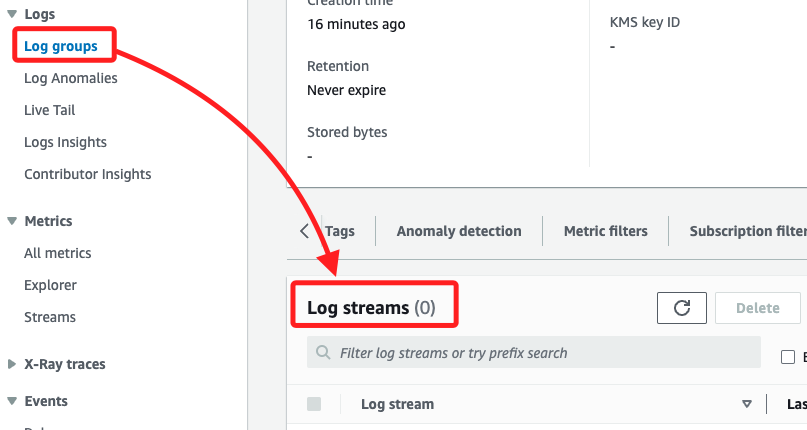 Logs
Log groups
Log Anomalies
Live Tail
Logs Insights
Contributor Insights
Metrics
All metrics
Explorer
Streams
X-Ray traces
Events
Creation time
16 minutes ago
Retention
Never expire
Stored bytes
-
KMS key ID
-
Tags Anomaly detection Metric filters Subscription filter
Log streams (0) Delete
Filter log streams or try prefix search
Log stream Las